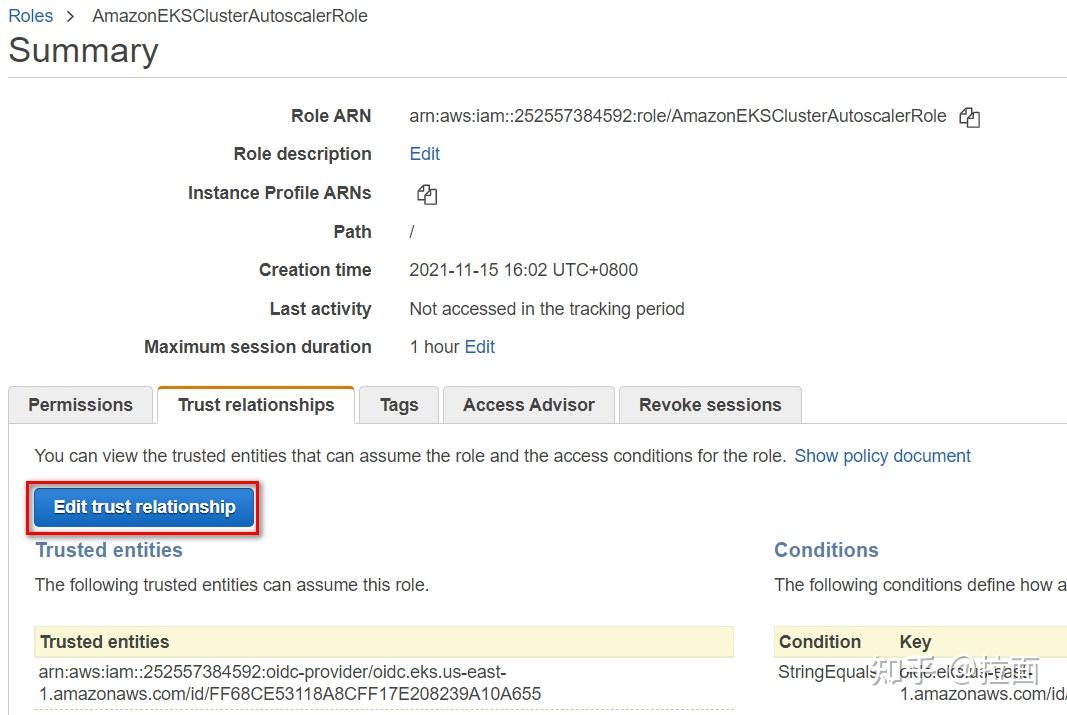 Roles > AmazonEKSClusterAutoscalerRole
Summary
Role ARN arn:aws:iam::252557384592:role/AmazonEKSClusterAutoscalerRole
Role description Edit
Instance Profile ARNs
Path /
Creation time 2021-11-15 16:02 UTC+0800
Last activity Not accessed in the tracking period
Maximum session duration 1 hour Edit
Permissions Trust relationships Tags Access Advisor Revoke sessions
You can view the trusted entities that can assume the role and the access conditions for the role. Show policy document
Edit trust relationship
Trusted entities
The following trusted entities can assume this role.
Trusted entities
arn:aws:iam::252557384592:oidc-provider/oidc.eks.us-east-
1.amazonaws.com/id/FF68CE53118A8CFF17E208239A10A655
Conditions
The following conditions define how a
Condition Key
StringEquals oidc.eks.us-east-
1.amazonaws.com/id/
知乎 @拉面